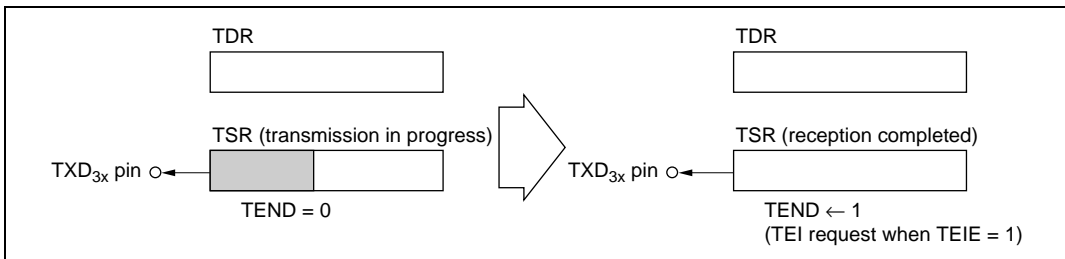 TDR
TSR (transmission in progress)
TXD3x pin
TEND = 0
TDR
TSR (reception completed)
TXD3x pin
TEND ← 1
(TEI request when TEIE = 1)